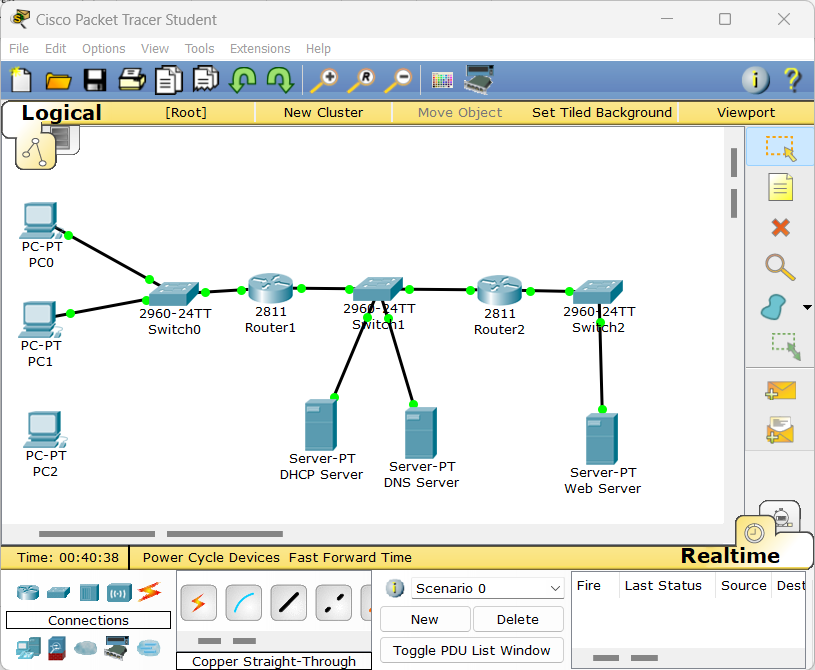 Cisco Packet Tracer Student
File Edit Options View Tools Extensions Help
Logical [Root] New Cluster Move Object Set Tiled Background Viewport
PC-PT
PC0
PC-PT
PC1
PC-PT
PC2
2960-24TT
Switch0
2811
Router1
2960-24TT
Switch1
2811
Router2
2960-24TT
Switch2
Server-PT
DHCP Server
Server-PT
DNS Server
Server-PT
Web Server
Time: 00:40:38 Power Cycle Devices Fast Forward Time Realtime
Connections
Copper Straight-Through
Scenario 0
New Delete
Toggle PDU List Window
Fire Last Status Source Dest